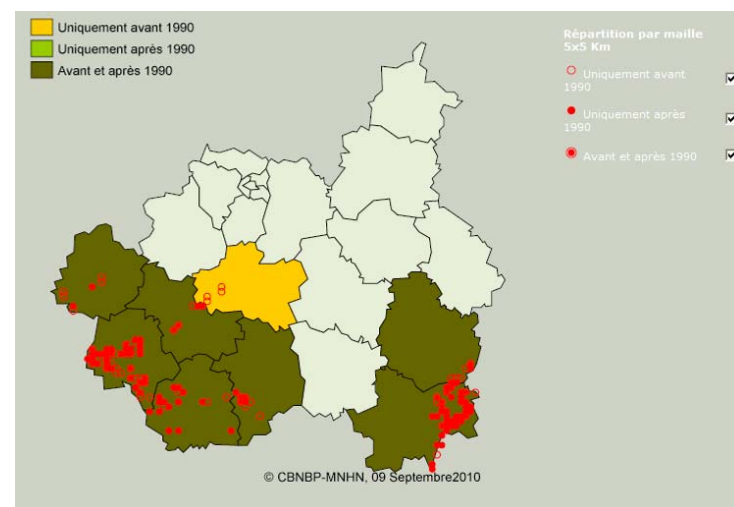 Uniquement avant 1990
Uniquement après 1990
Avant et après 1990
Répartition par maille
5x5 Km
Uniquement avant
1990
Uniquement après
1990
Avant et après 1990
© CBNBP-MNHN, 09 Septembre2010